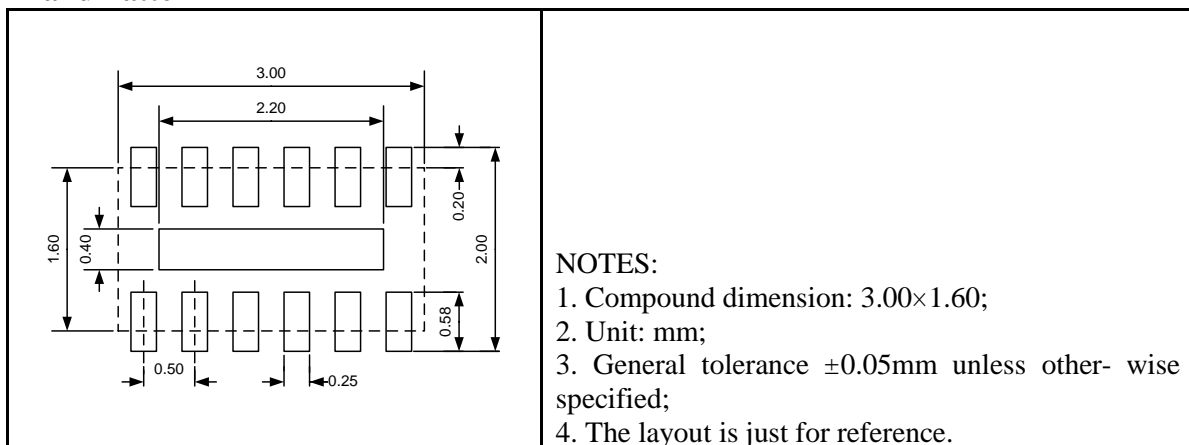 3.00
2.20
0.20
1.60
0.40
2.00
0.58
0.50
0.25
NOTES:
1. Compound dimension: 3.00×1.60;
2. Unit: mm;
3. General tolerance ±0.05mm unless other- wise
specified;
4. The layout is just for reference.